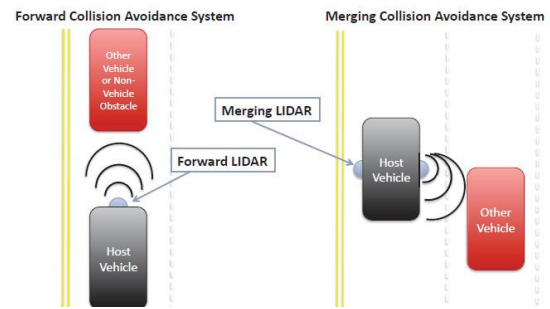 Forward Collision Avoidance System
Merging Collision Avoidance System
Other
Vehicle
or Non-
Vehicle
Obstacle
Forward LIDAR
Host
Vehicle
Merging LIDAR
Host
Vehicle
Other
Vehicle